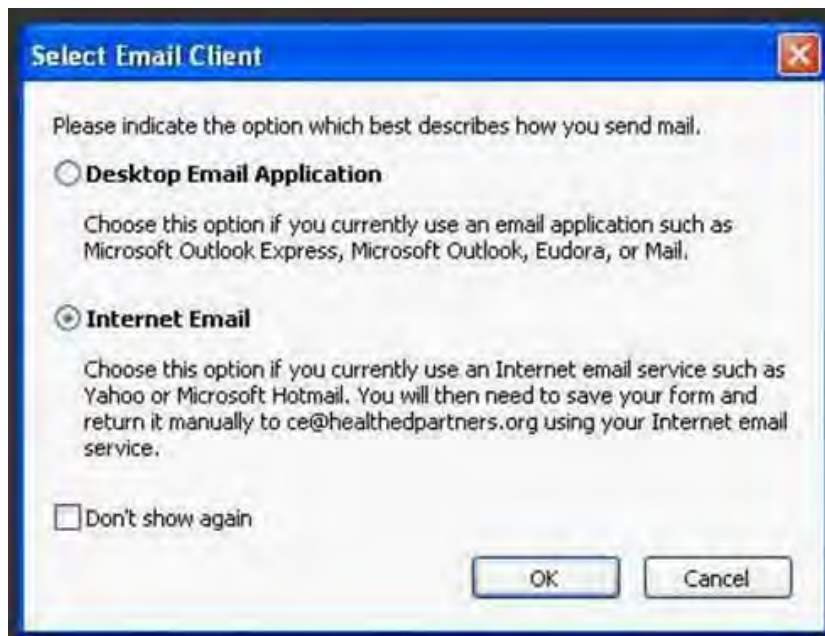 Select Email Client
Please indicate the option which best describes how you send mail.
Desktop Email Application
Choose this option if you currently use an email application such as
Microsoft Outlook Express, Microsoft Outlook, Eudora, or Mail.
Internet Email
Choose this option if you currently use an Internet email service such as
Yahoo or Microsoft Hotmail. You will then need to save your form and
return it manually to ce@healthedpartners.org using your Internet email
service.
Don't show again
OK
Cancel